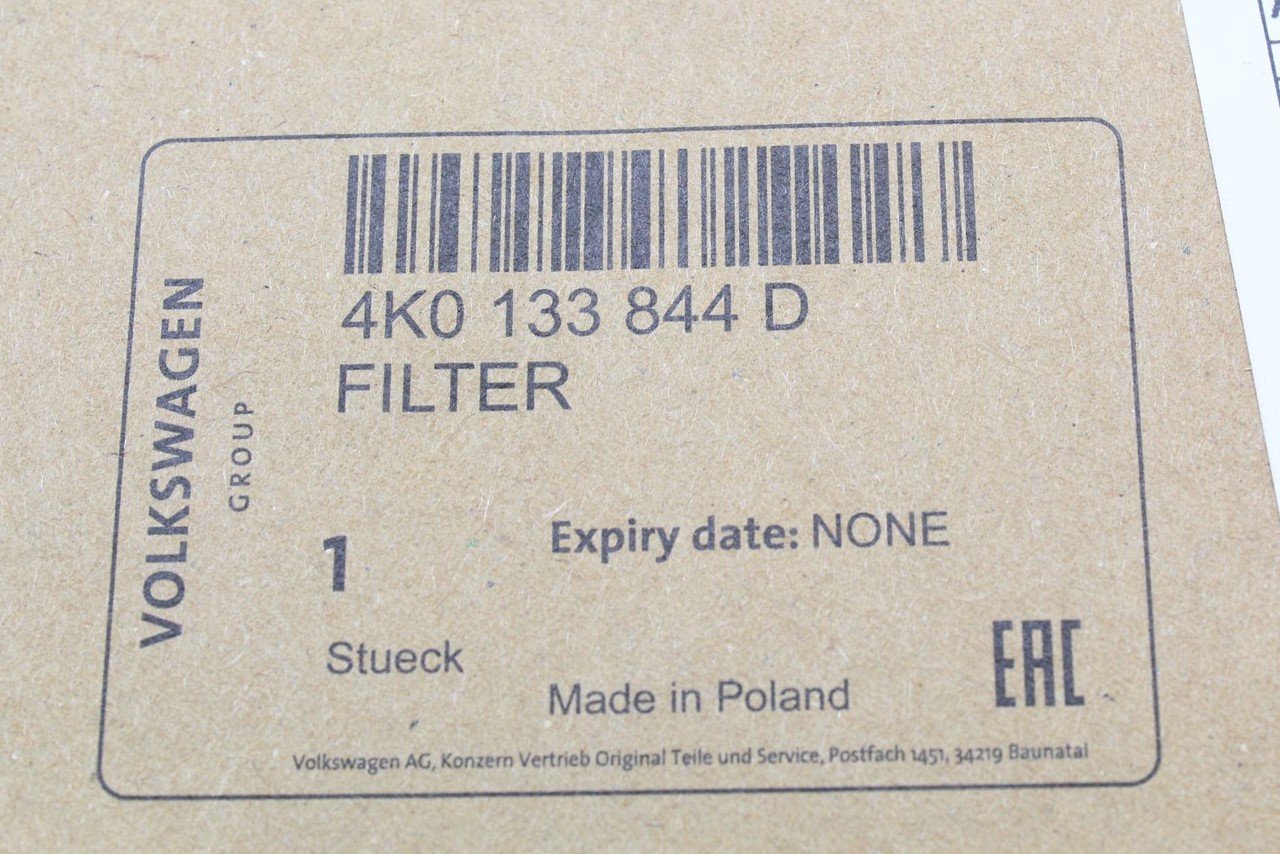 VOLKSWAGEN
GROUP
4K0 133 844 D
FILTER
1
Expiry date: NONE
Stueck
Made in Poland
EAC
Volkswagen AG, Konzern Vertrieb Original Teile und Service, Postfach 1451, 34219 Baunatal